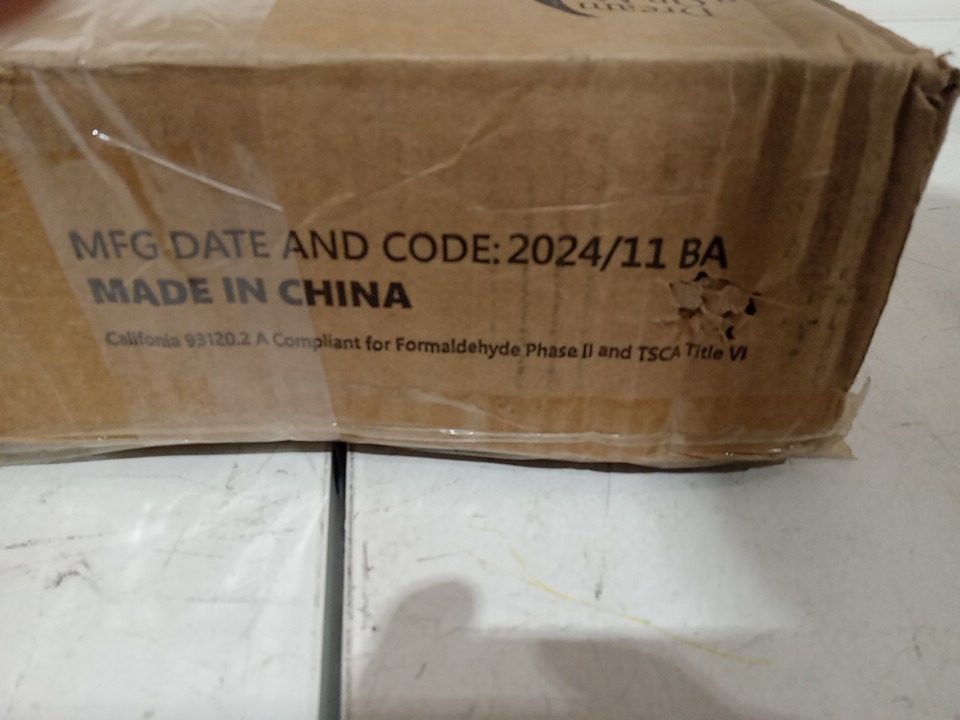 Dream
MFG DATE AND CODE: 2024/11 BA
MADE IN CHINA
Califonia 93120.2 A Compliant for Formaldehyde Phase II and TSCA Title VI